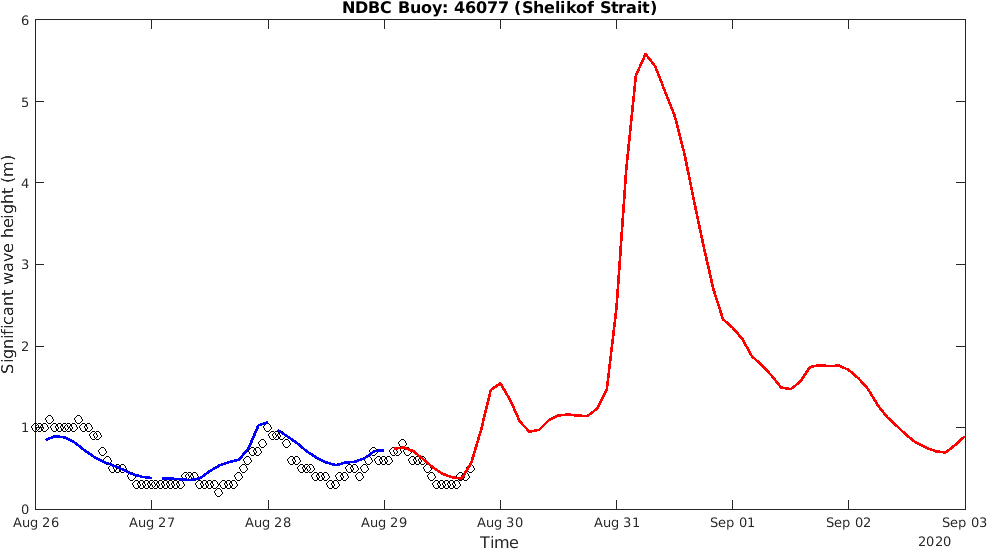 NDBC Buoy: 46077 (Shelikof Strait)
Significant wave height (m)
6
5
4
3
2
1
0
Aug 26 Aug 27 Aug 28 Aug 29 Aug 30 Aug 31 Sep 01 Sep 02 Sep 03
Time
2020